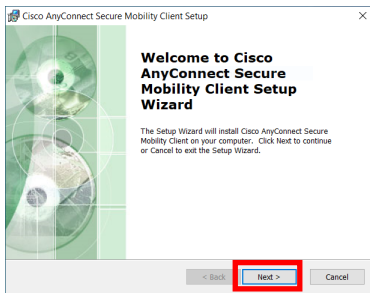 Cisco AnyConnect Secure Mobility Client Setup
Welcome to Cisco
AnyConnect Secure
Mobility Client Setup
Wizard
The Setup Wizard will install Cisco AnyConnect Secure
Mobility Client on your computer. Click Next to continue
or Cancel to exit the Setup Wizard.
< Back Next > Cancel